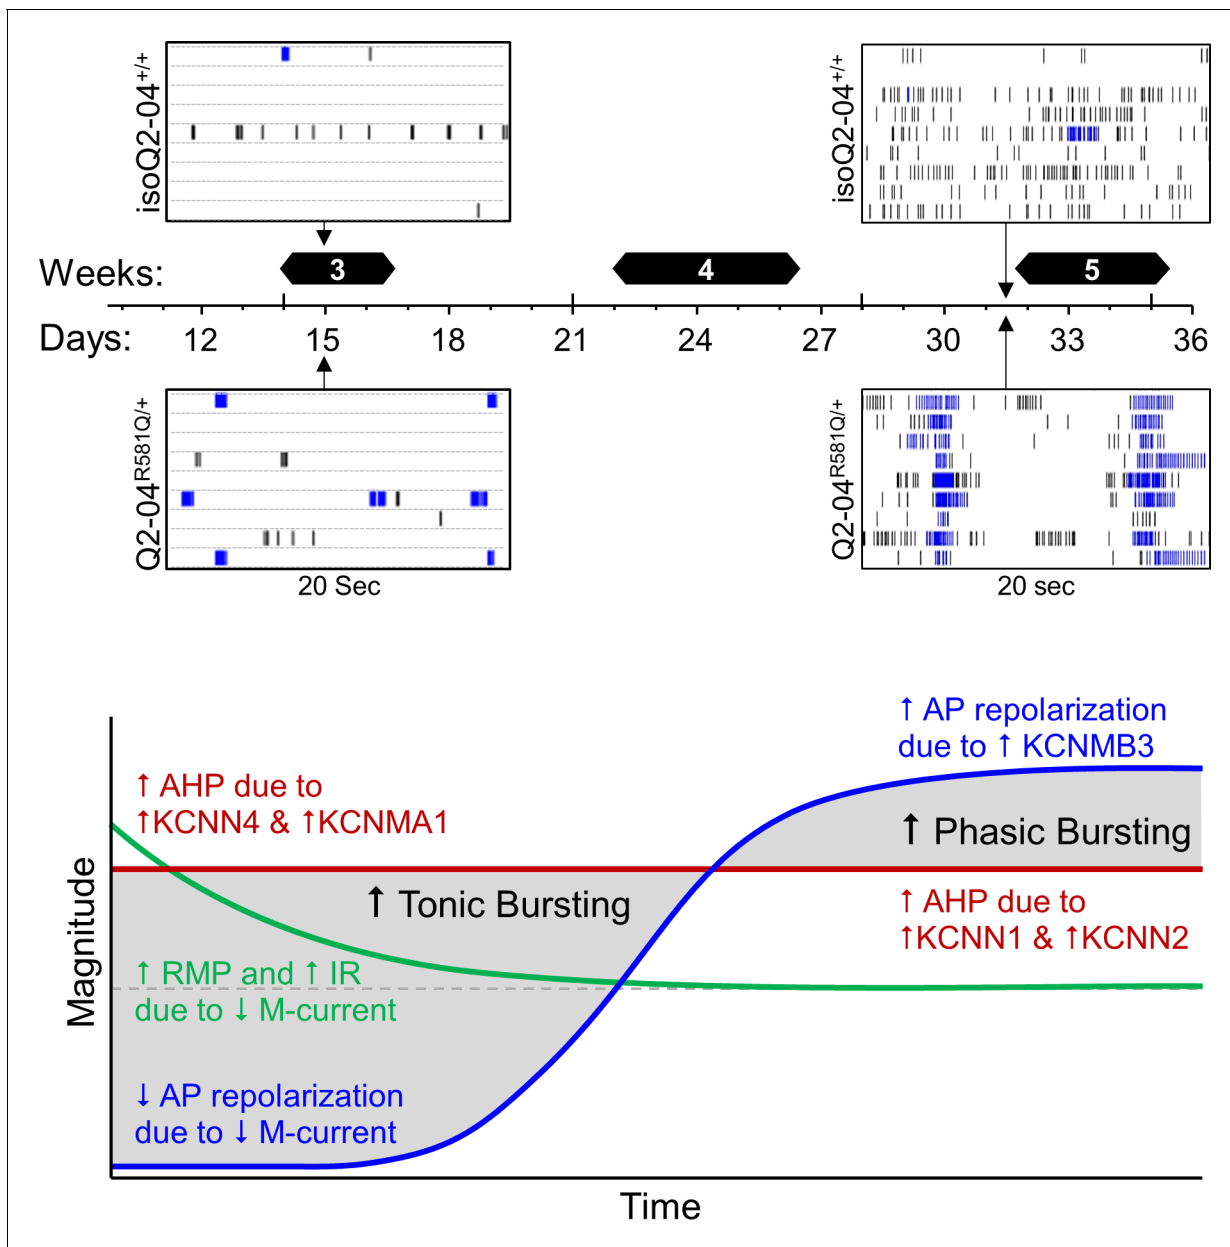 isoQ2-04+/+
isoQ2-04+/+
Weeks: 3 4 5
Days: 12 15 18 21 24 27 30 33 36
Q2-04R581Q/+
20 Sec
Q2-04R581Q/+
20 sec
Magnitude
↑ AHP due to
↑KCNN4 & ↑KCNMA1
↑ Tonic Bursting
↑ RMP and ↑ IR
due to ↓ M-current
↓ AP repolarization
due to ↓ M-current
↑ AP repolarization
due to ↑ KCNMB3
↑ Phasic Bursting
↑ AHP due to
↑KCNN1 & ↑KCNN2
Time